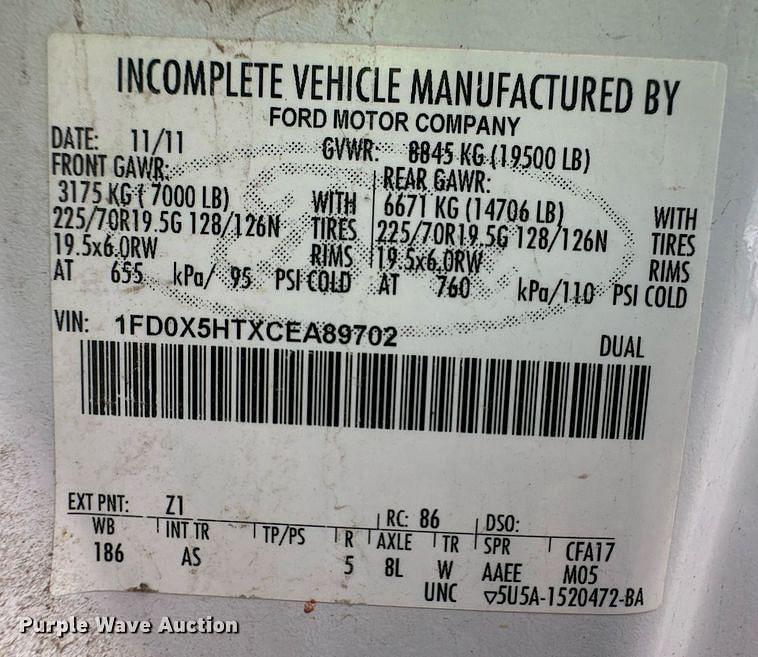 INCOMPLETE VEHICLE MANUFACTURED BY
FORD MOTOR COMPANY
DATE: 11/11 GVWR: 8845 KG (19500 LB)
FRONT GAWR: REAR GAWR:
3175 KG ( 7000 LB) WITH 6671 KG (14706 LB) WITH
225/70R19.5G 128/126N TIRES 225/70R19.5G 128/126N TIRES
19.5x6.0RW RIMS 19.5x6.0RW RIMS
AT 655 kPa/ 95 PSI COLD AT 760 kPa/110 PSI COLD
VIN: 1FD0X5HTXCEA89702 DUAL
EXT PNT: Z1 RC: 86 DSO:
WB INT TR TP/PS R AXLE TR SPR CFA17
186 AS 5 8L W AAEE M05
UNC ▽5U5A-1520472-BA
Purple Wave Auction